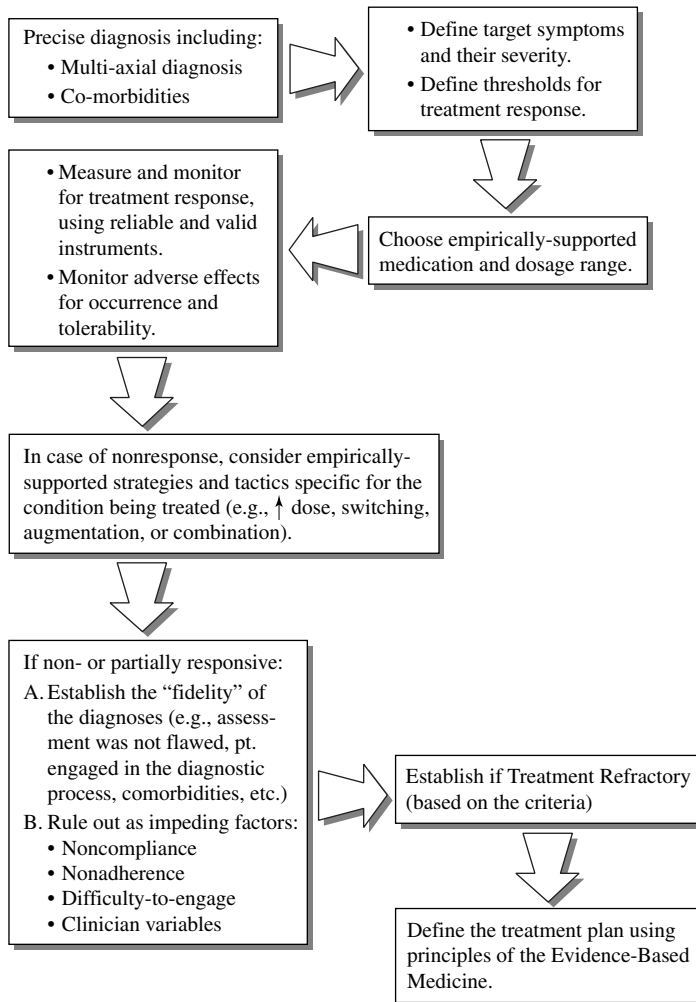 Precise diagnosis including:
• Multi-axial diagnosis
• Co-morbidities
• Define target symptoms
and their severity.
• Define thresholds for
treatment response.
Choose empirically-supported
medication and dosage range.
• Measure and monitor
for treatment response,
using reliable and valid
instruments.
• Monitor adverse effects
for occurrence and
tolerability.
In case of nonresponse, consider empirically-
supported strategies and tactics specific for the
condition being treated (e.g., ↑ dose, switching,
augmentation, or combination).
If non- or partially responsive:
A. Establish the “fidelity” of
the diagnoses (e.g., assess-
ment was not flawed, pt.
engaged in the diagnostic
process, comorbidities, etc.)
B. Rule out as impeding factors:
• Noncompliance
• Nonadherence
• Difficulty-to-engage
• Clinician variables
Establish if Treatment Refractory
(based on the criteria)
Define the treatment plan using
principles of the Evidence-Based
Medicine.